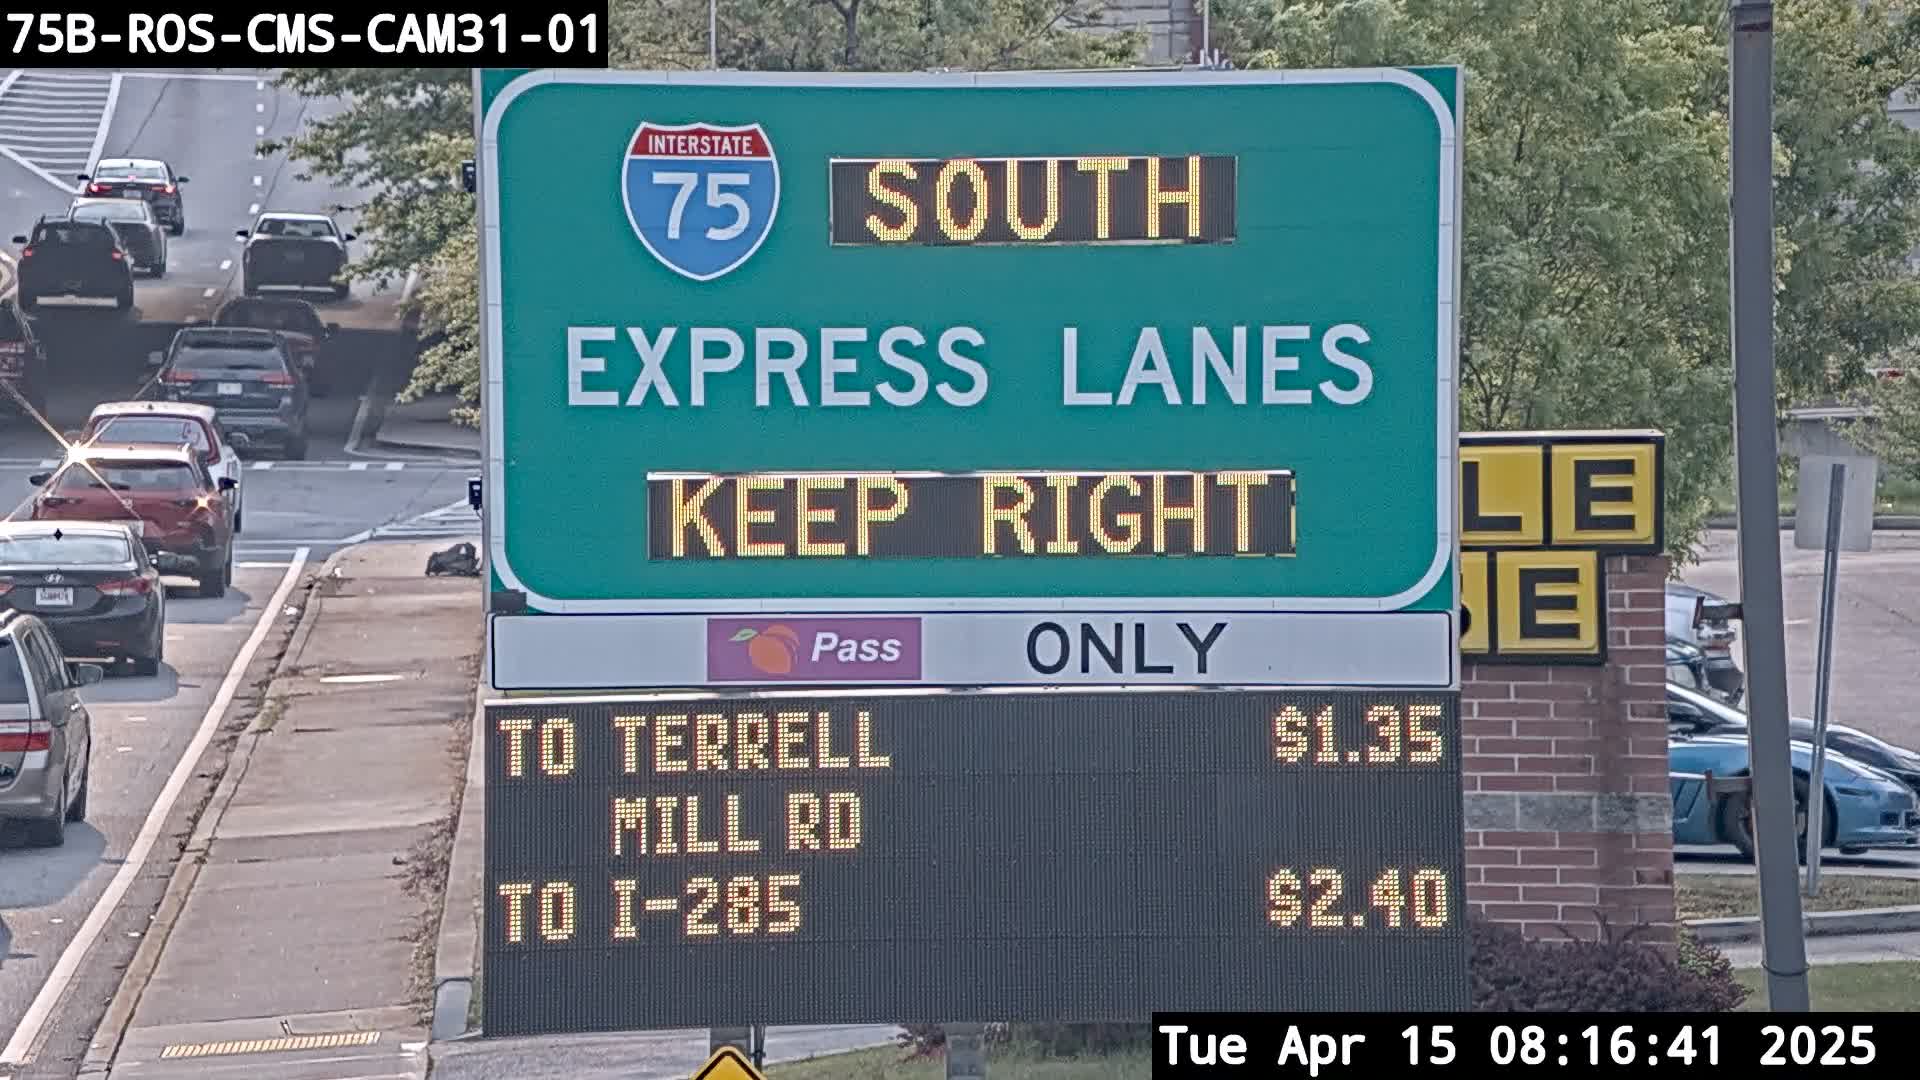 75B-ROS-CMS-CAM31-01
INTERSTATE
75
SOUTH
EXPRESS LANES
KEEP RIGHT
LE
E
Pass ONLY
TO TERRELL $1.35
MILL RD
TO I-285 $2.40
Tue Apr 15 08:16:41 2025